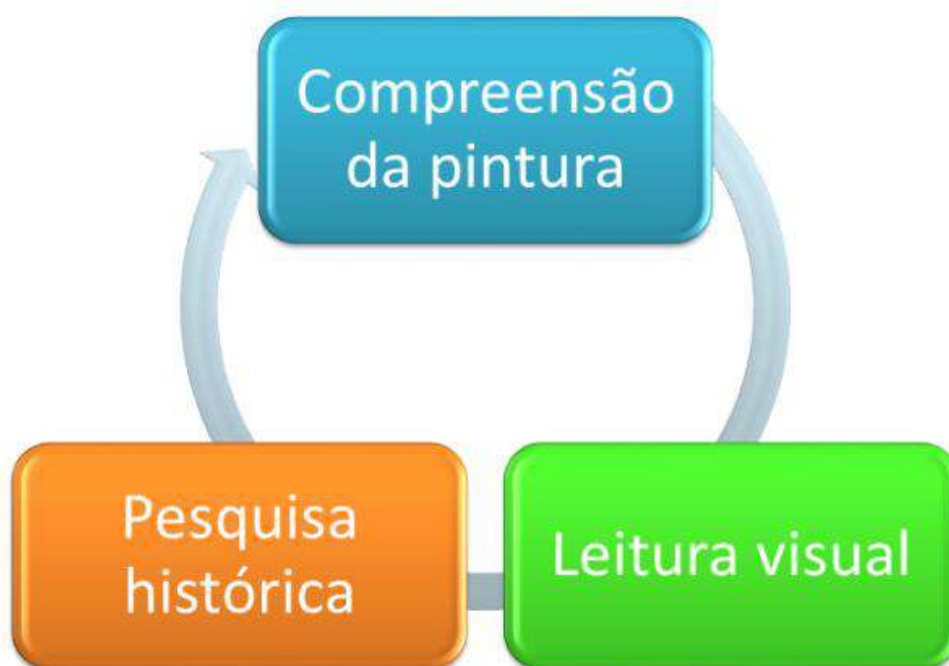 Compreensão
da pintura
Pesquisa
histórica
Leitura visual